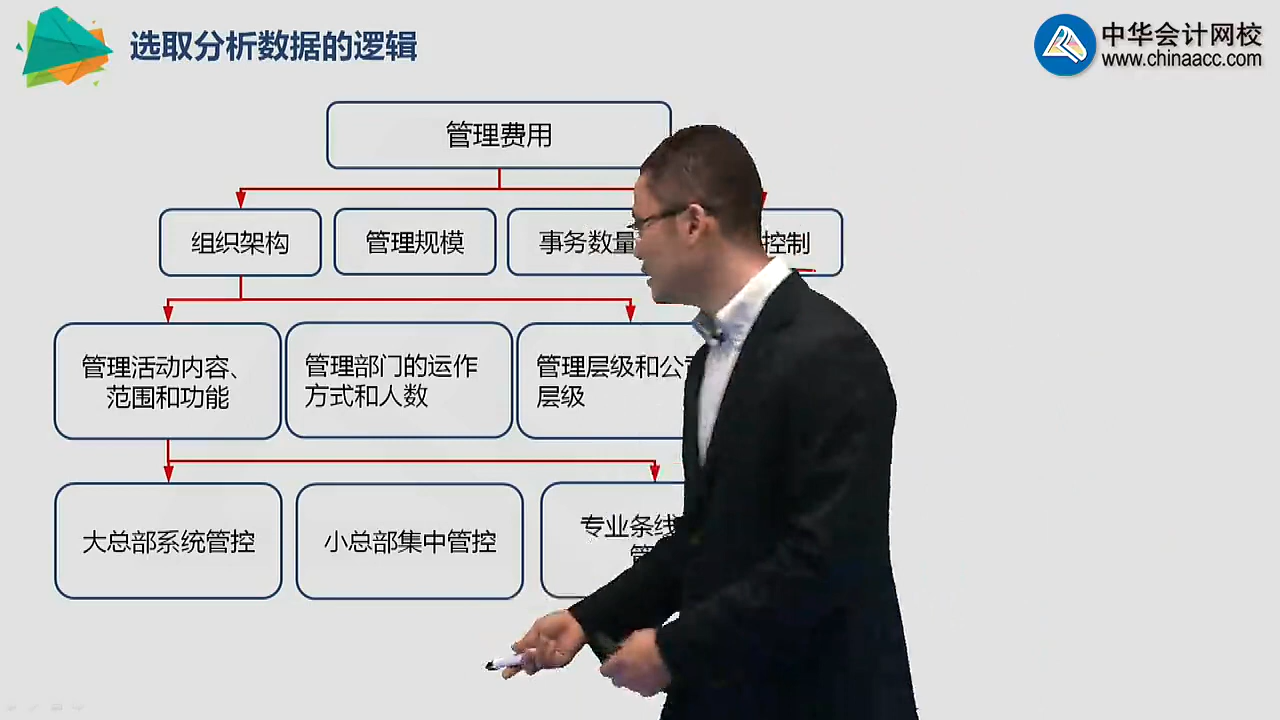 选取分析数据的逻辑
中华会计网校
www.chinaacc.com
管理费用
组织架构
管理规模
事务数量
控制
管理活动内容、
范围和功能
管理部门的运作
方式和人数
管理层级和公
层级
大总部系统管控
小总部集中管控
专业条线
管